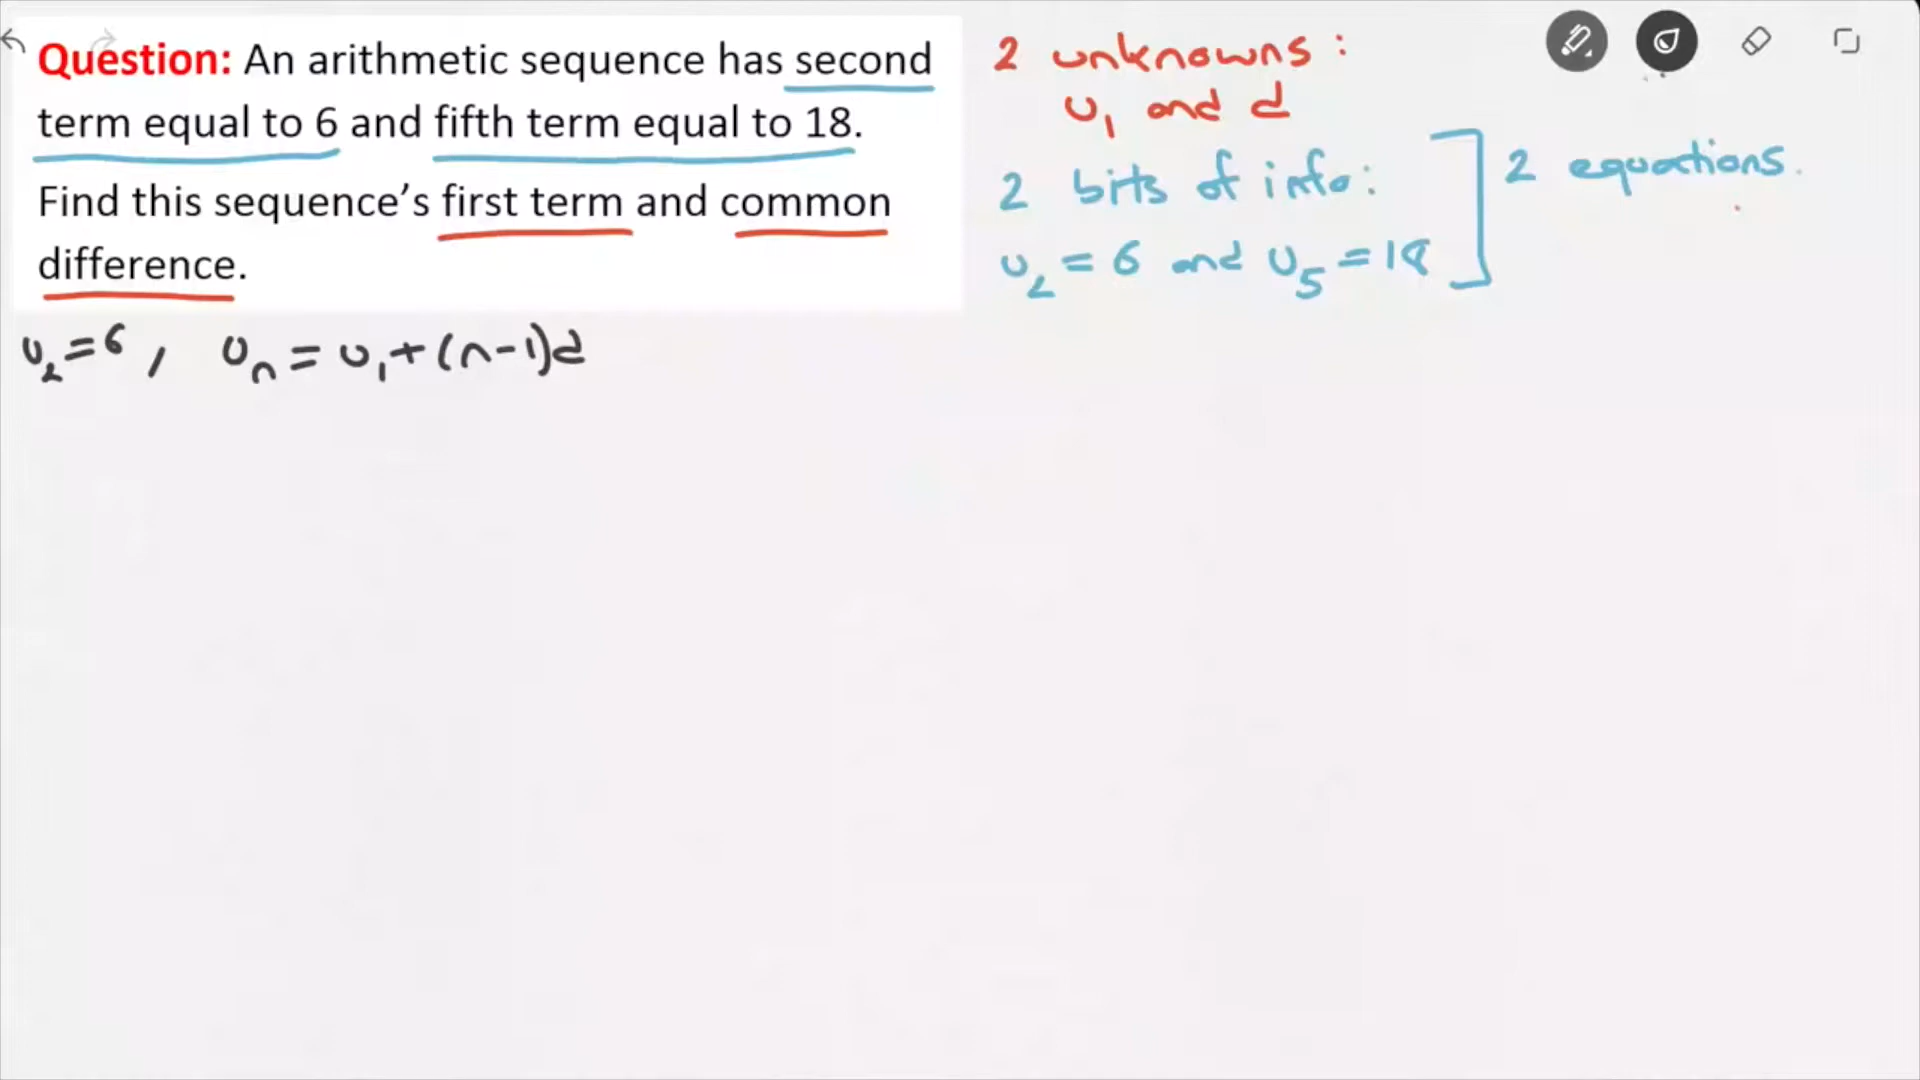 Question: An arithmetic sequence has second
term equal to 6 and fifth term equal to 18.
Find this sequence’s first term and common
difference.
2 unknowns :
u₁ and d
2 bits of info:
u₂ = 6 and u₅ = 18
2 equations.
u₂ = 6 , uₙ = u₁ + (n-1)d